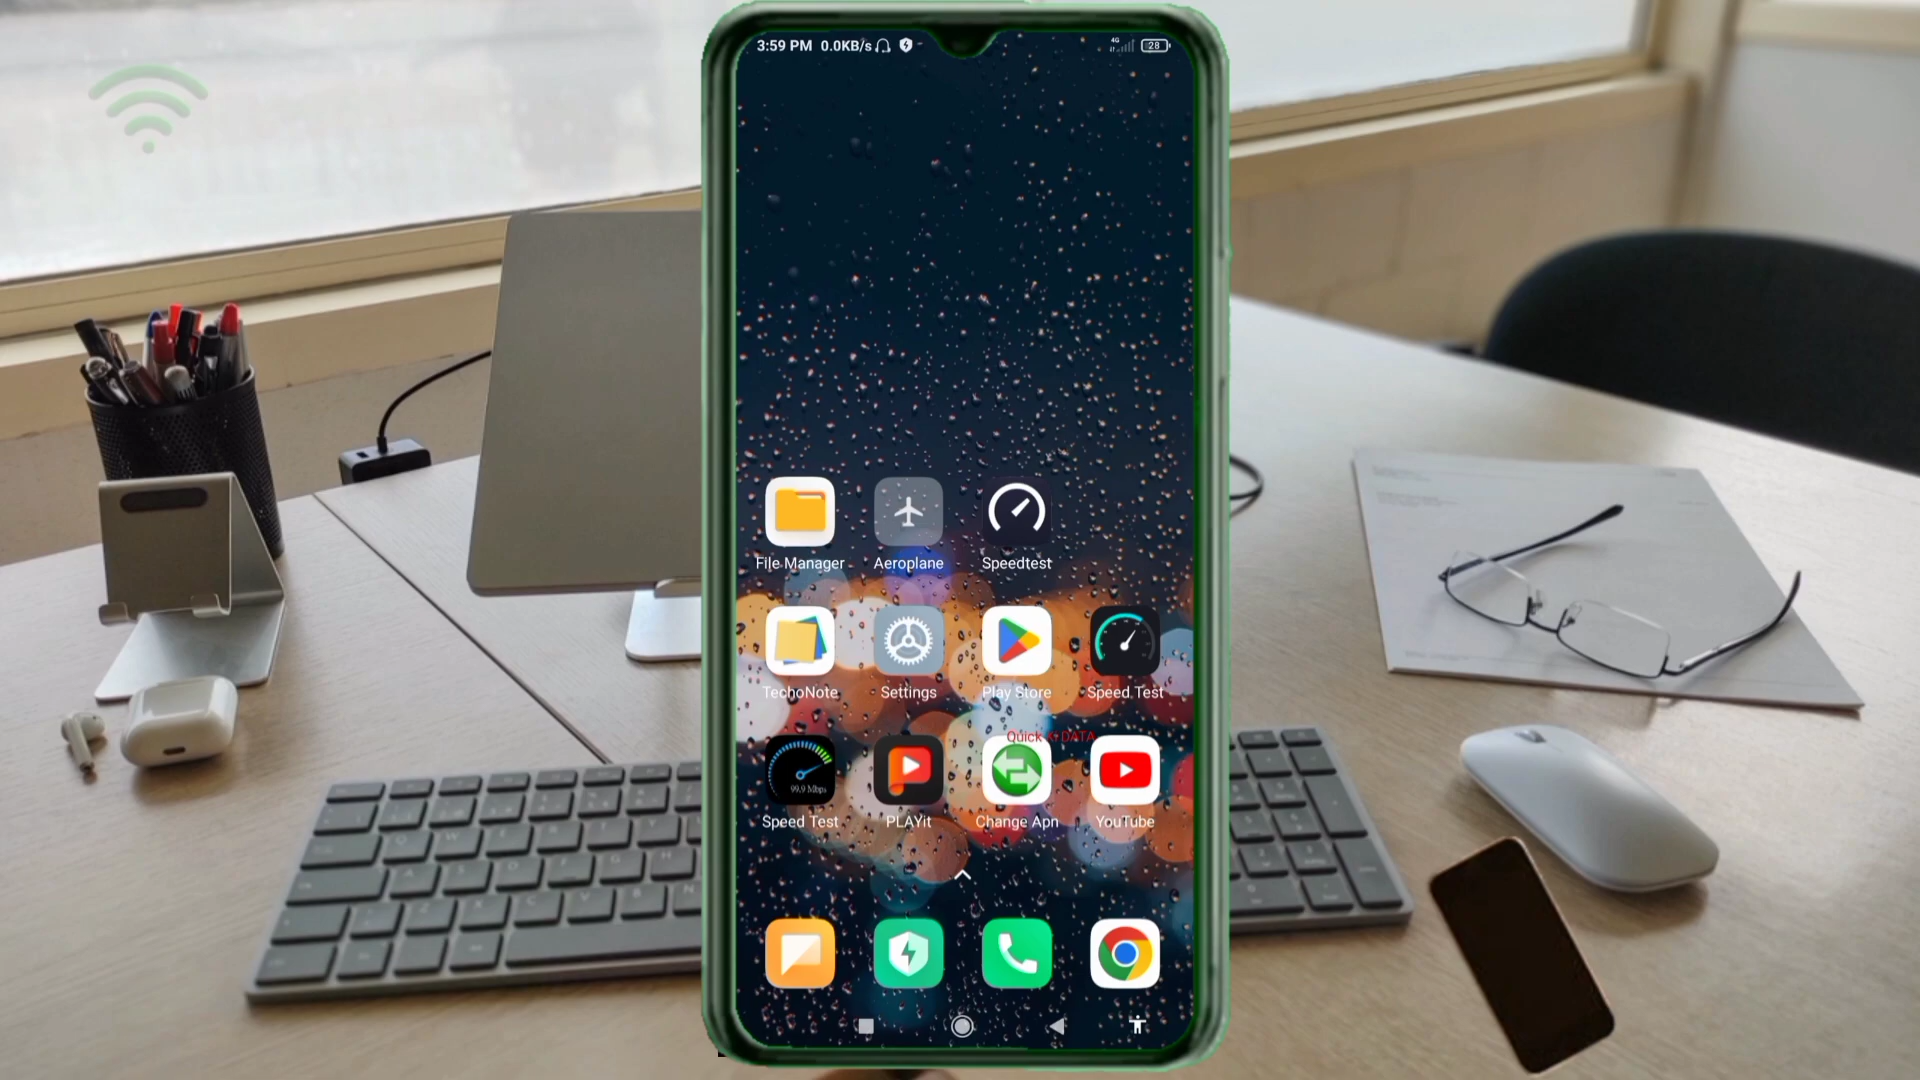 3:59 PM 0.0KB/s
4G
28
File Manager Aeroplane Speedtest
TechoNote Settings Play Store Speed Test
Quick
DATA
99.9 Mbps
Speed Test PLAYit Change Apn YouTube